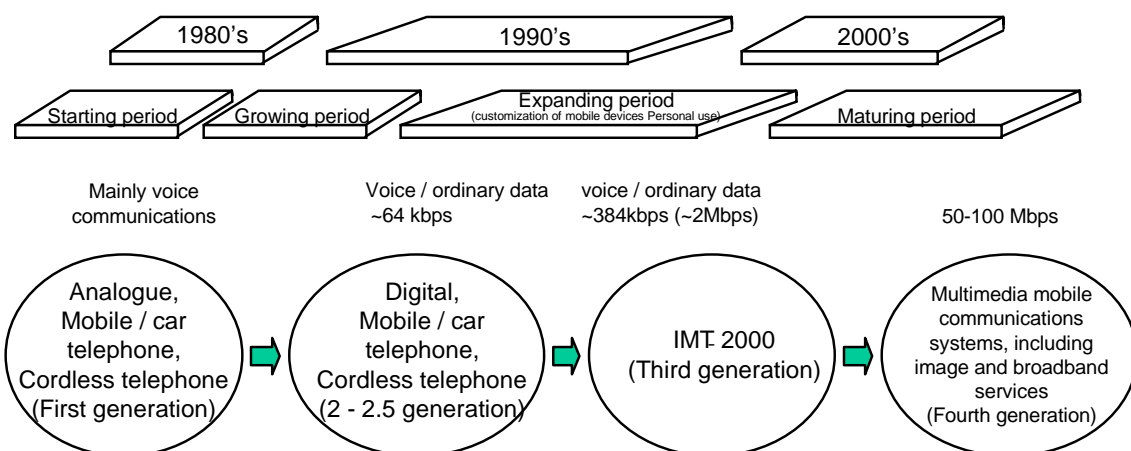 1980's
1990's
2000's
Starting period
Growing period
Expanding period
(customization of mobile devices Personal use)
Maturing period
Mainly voice
communications
Voice / ordinary data
~64 kbps
voice / ordinary data
~384kbps (~2Mbps)
50-100 Mbps
Analogue,
Mobile / car
telephone,
Cordless telephone
(First generation)
Digital,
Mobile / car
telephone,
Cordless telephone
(2 - 2.5 generation)
IMT 2000
(Third generation)
Multimedia mobile
communications
systems, including
image and broadband
services
(Fourth generation)